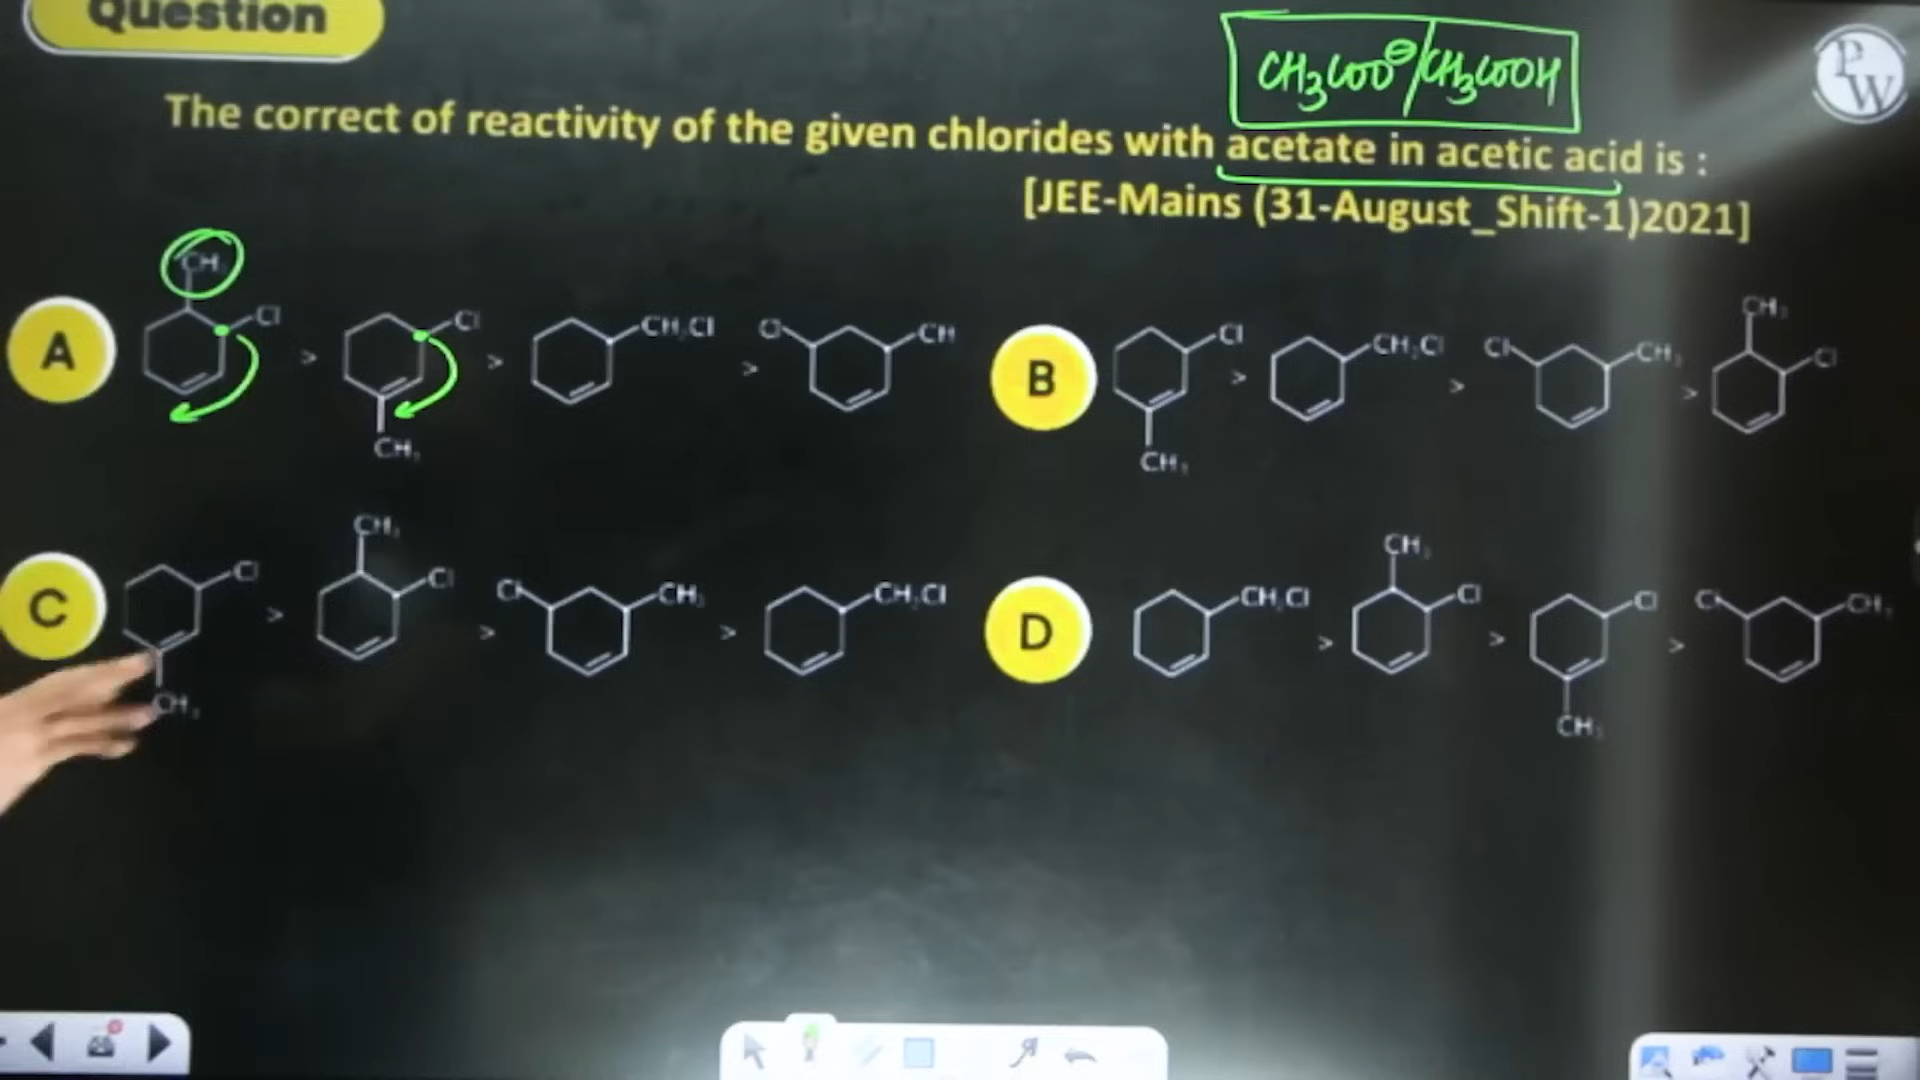 Question
CH3COO⊖/CH3COOH
The correct of reactivity of the given chlorides with acetate in acetic acid is :
[JEE-Mains (31-August_Shift-1)2021]
PW
A
CH₃
Cl
>
Cl
CH₃
>
CH₂Cl
>
Cl
CH
B
Cl
CH₃
>
CH₂Cl
>
Cl
CH₃
>
CH₃
Cl
C
Cl
CH₃
>
CH₃
Cl
>
Cl
CH₃
>
CH₂Cl
D
CH₂Cl
>
CH₃
Cl
>
Cl
CH₃
>
Cl
CH₃